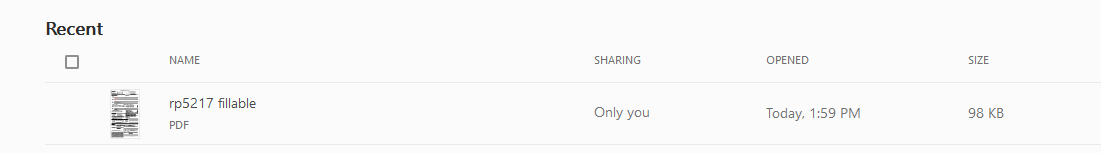 Recent
NAME SHARING OPENED SIZE
rp5217 fillable
PDF
Only you
Today, 1:59 PM
98 KB